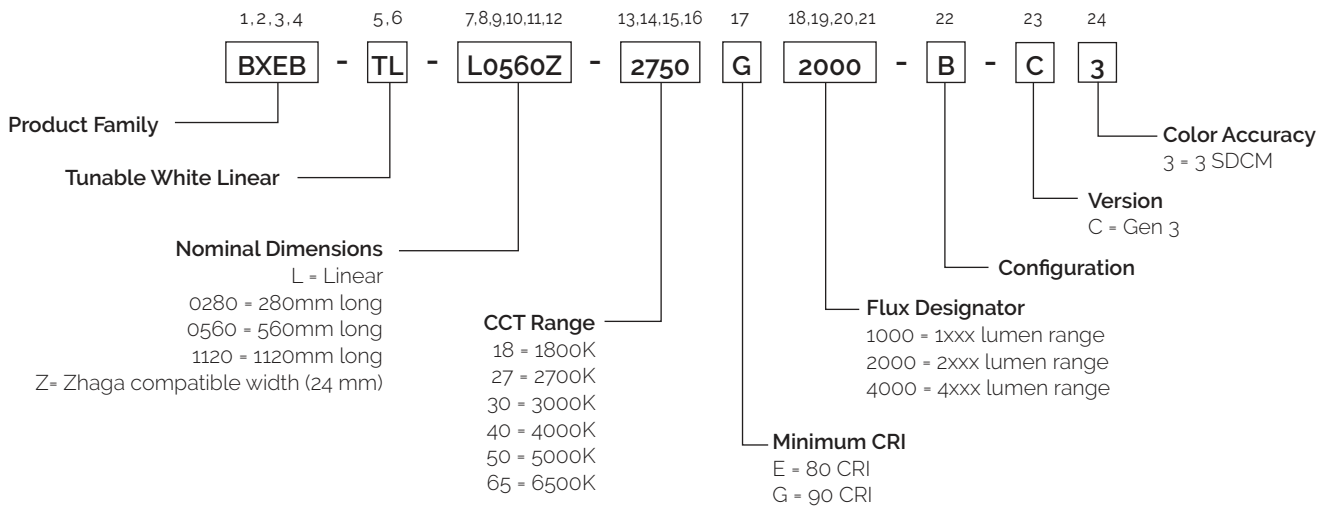 1,2,3,4 5,6 7,8,9,10,11,12 13,14,15,16 17 18,19,20,21 22 23 24
BXEB - TL - L0560Z - 2750 G 2000 - B - C 3
Product Family
Tunable White Linear
Nominal Dimensions
L = Linear
0280 = 280mm long
0560 = 560mm long
1120 = 1120mm long
Z= Zhaga compatible width (24 mm)
CCT Range
18 = 1800K
27 = 2700K
30 = 3000K
40 = 4000K
50 = 5000K
65 = 6500K
Minimum CRI
E = 80 CRI
G = 90 CRI
Flux Designator
1000 = 1xxx lumen range
2000 = 2xxx lumen range
4000 = 4xxx lumen range
Configuration
Version
C = Gen 3
Color Accuracy
3 = 3 SDCM